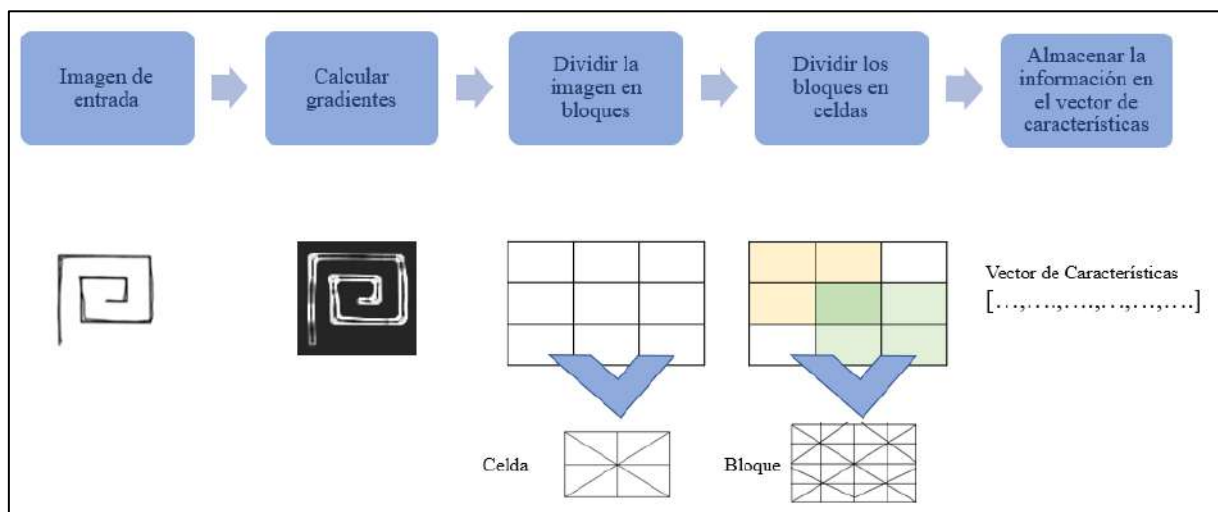 Imagen de
entrada
Calcular
gradientes
Dividir la
imagen en
bloques
Dividir los
bloques en
celdas
Almacenar la
información en
el vector de
características
Vector de Características
[…,….,….,…,…,….]
Celda
Bloque